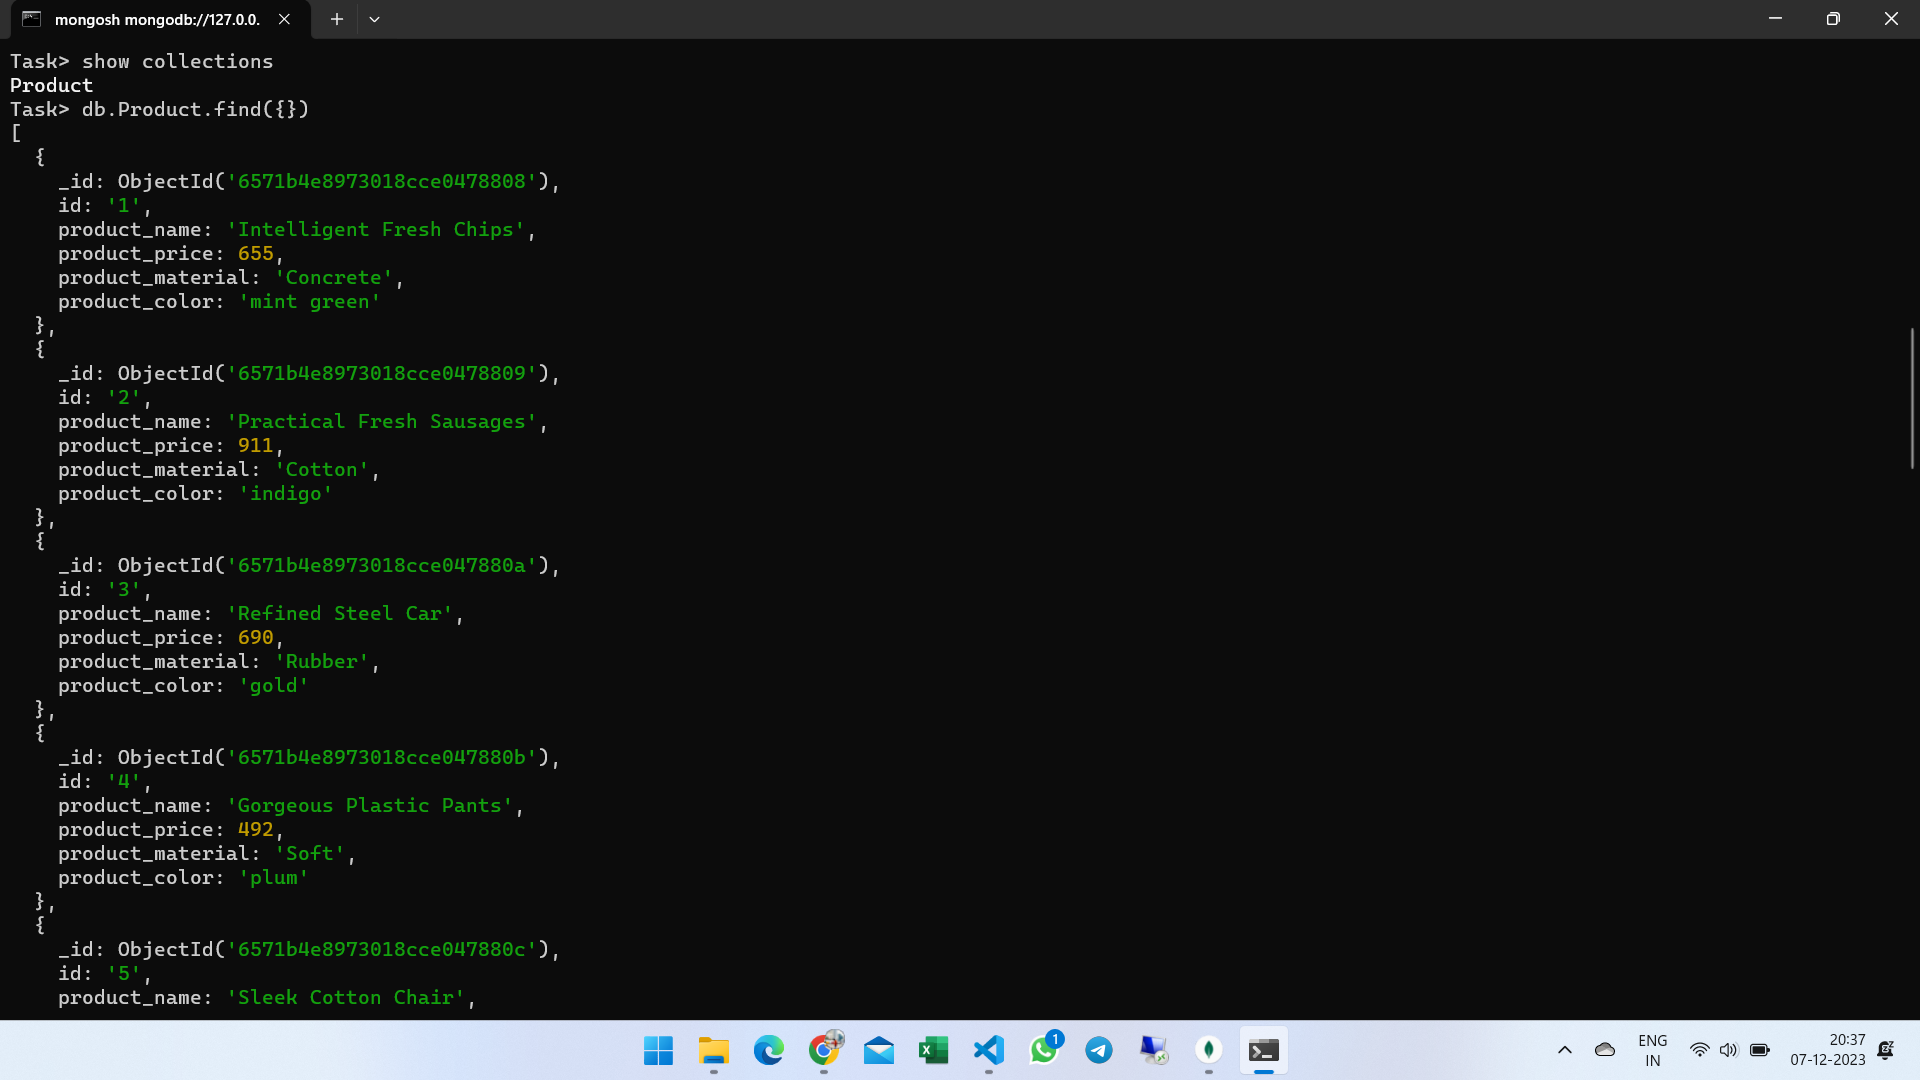 mongosh mongodb://127.0.0.
Task> show collections
Product
Task> db.Product.find({})
[
  {
    _id: ObjectId('6571b4e8973018cce0478808'),
    id: '1',
    product_name: 'Intelligent Fresh Chips',
    product_price: 655,
    product_material: 'Concrete',
    product_color: 'mint green'
  },
  {
    _id: ObjectId('6571b4e8973018cce0478809'),
    id: '2',
    product_name: 'Practical Fresh Sausages',
    product_price: 911,
    product_material: 'Cotton',
    product_color: 'indigo'
  },
  {
    _id: ObjectId('6571b4e8973018cce047880a'),
    id: '3',
    product_name: 'Refined Steel Car',
    product_price: 690,
    product_material: 'Rubber',
    product_color: 'gold'
  },
  {
    _id: ObjectId('6571b4e8973018cce047880b'),
    id: '4',
    product_name: 'Gorgeous Plastic Pants',
    product_price: 492,
    product_material: 'Soft',
    product_color: 'plum'
  },
  {
    _id: ObjectId('6571b4e8973018cce047880c'),
    id: '5',
    product_name: 'Sleek Cotton Chair',
1
ENG
IN
20:37
07-12-2023